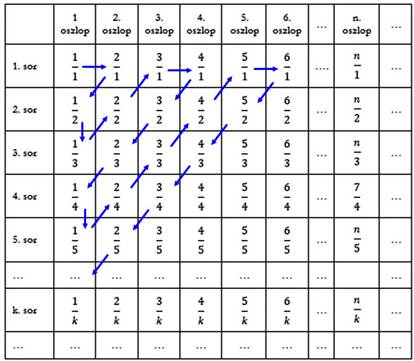 1 oszlop 2. oszlop 3. oszlop 4. oszlop 5. oszlop 6. oszlop ... n. oszlop
1. sor 1/1 2/1 3/1 4/1 5/1 6/1 .... n/1
2. sor 1/2 2/2 3/2 4/2 5/2 6/2 ... n/2
3. sor 1/3 2/3 3/3 4/3 5/3 6/3 ... n/3
4. sor 1/4 2/4 3/4 4/4 5/4 6/4 ... 7/4
5. sor 1/5 2/5 3/5 4/5 5/5 6/5 ... n/5
... ... ... ... ... ... ... ... ...
k. sor 1/k 2/k 3/k 4/k 5/k 6/k ... n/k
... ... ... ... ... ... ... ... ...